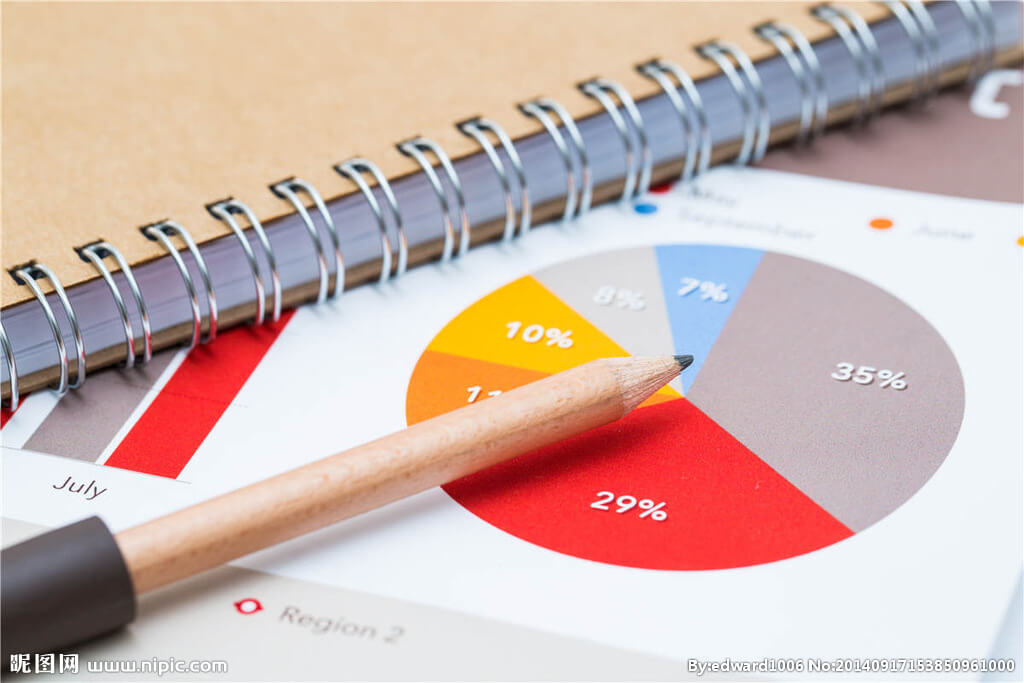 September
June
7%
8%
10%
35%
29%
July
Region 2
昵图网 www.nipic.com
By:edward1006 No:20140917153850961000